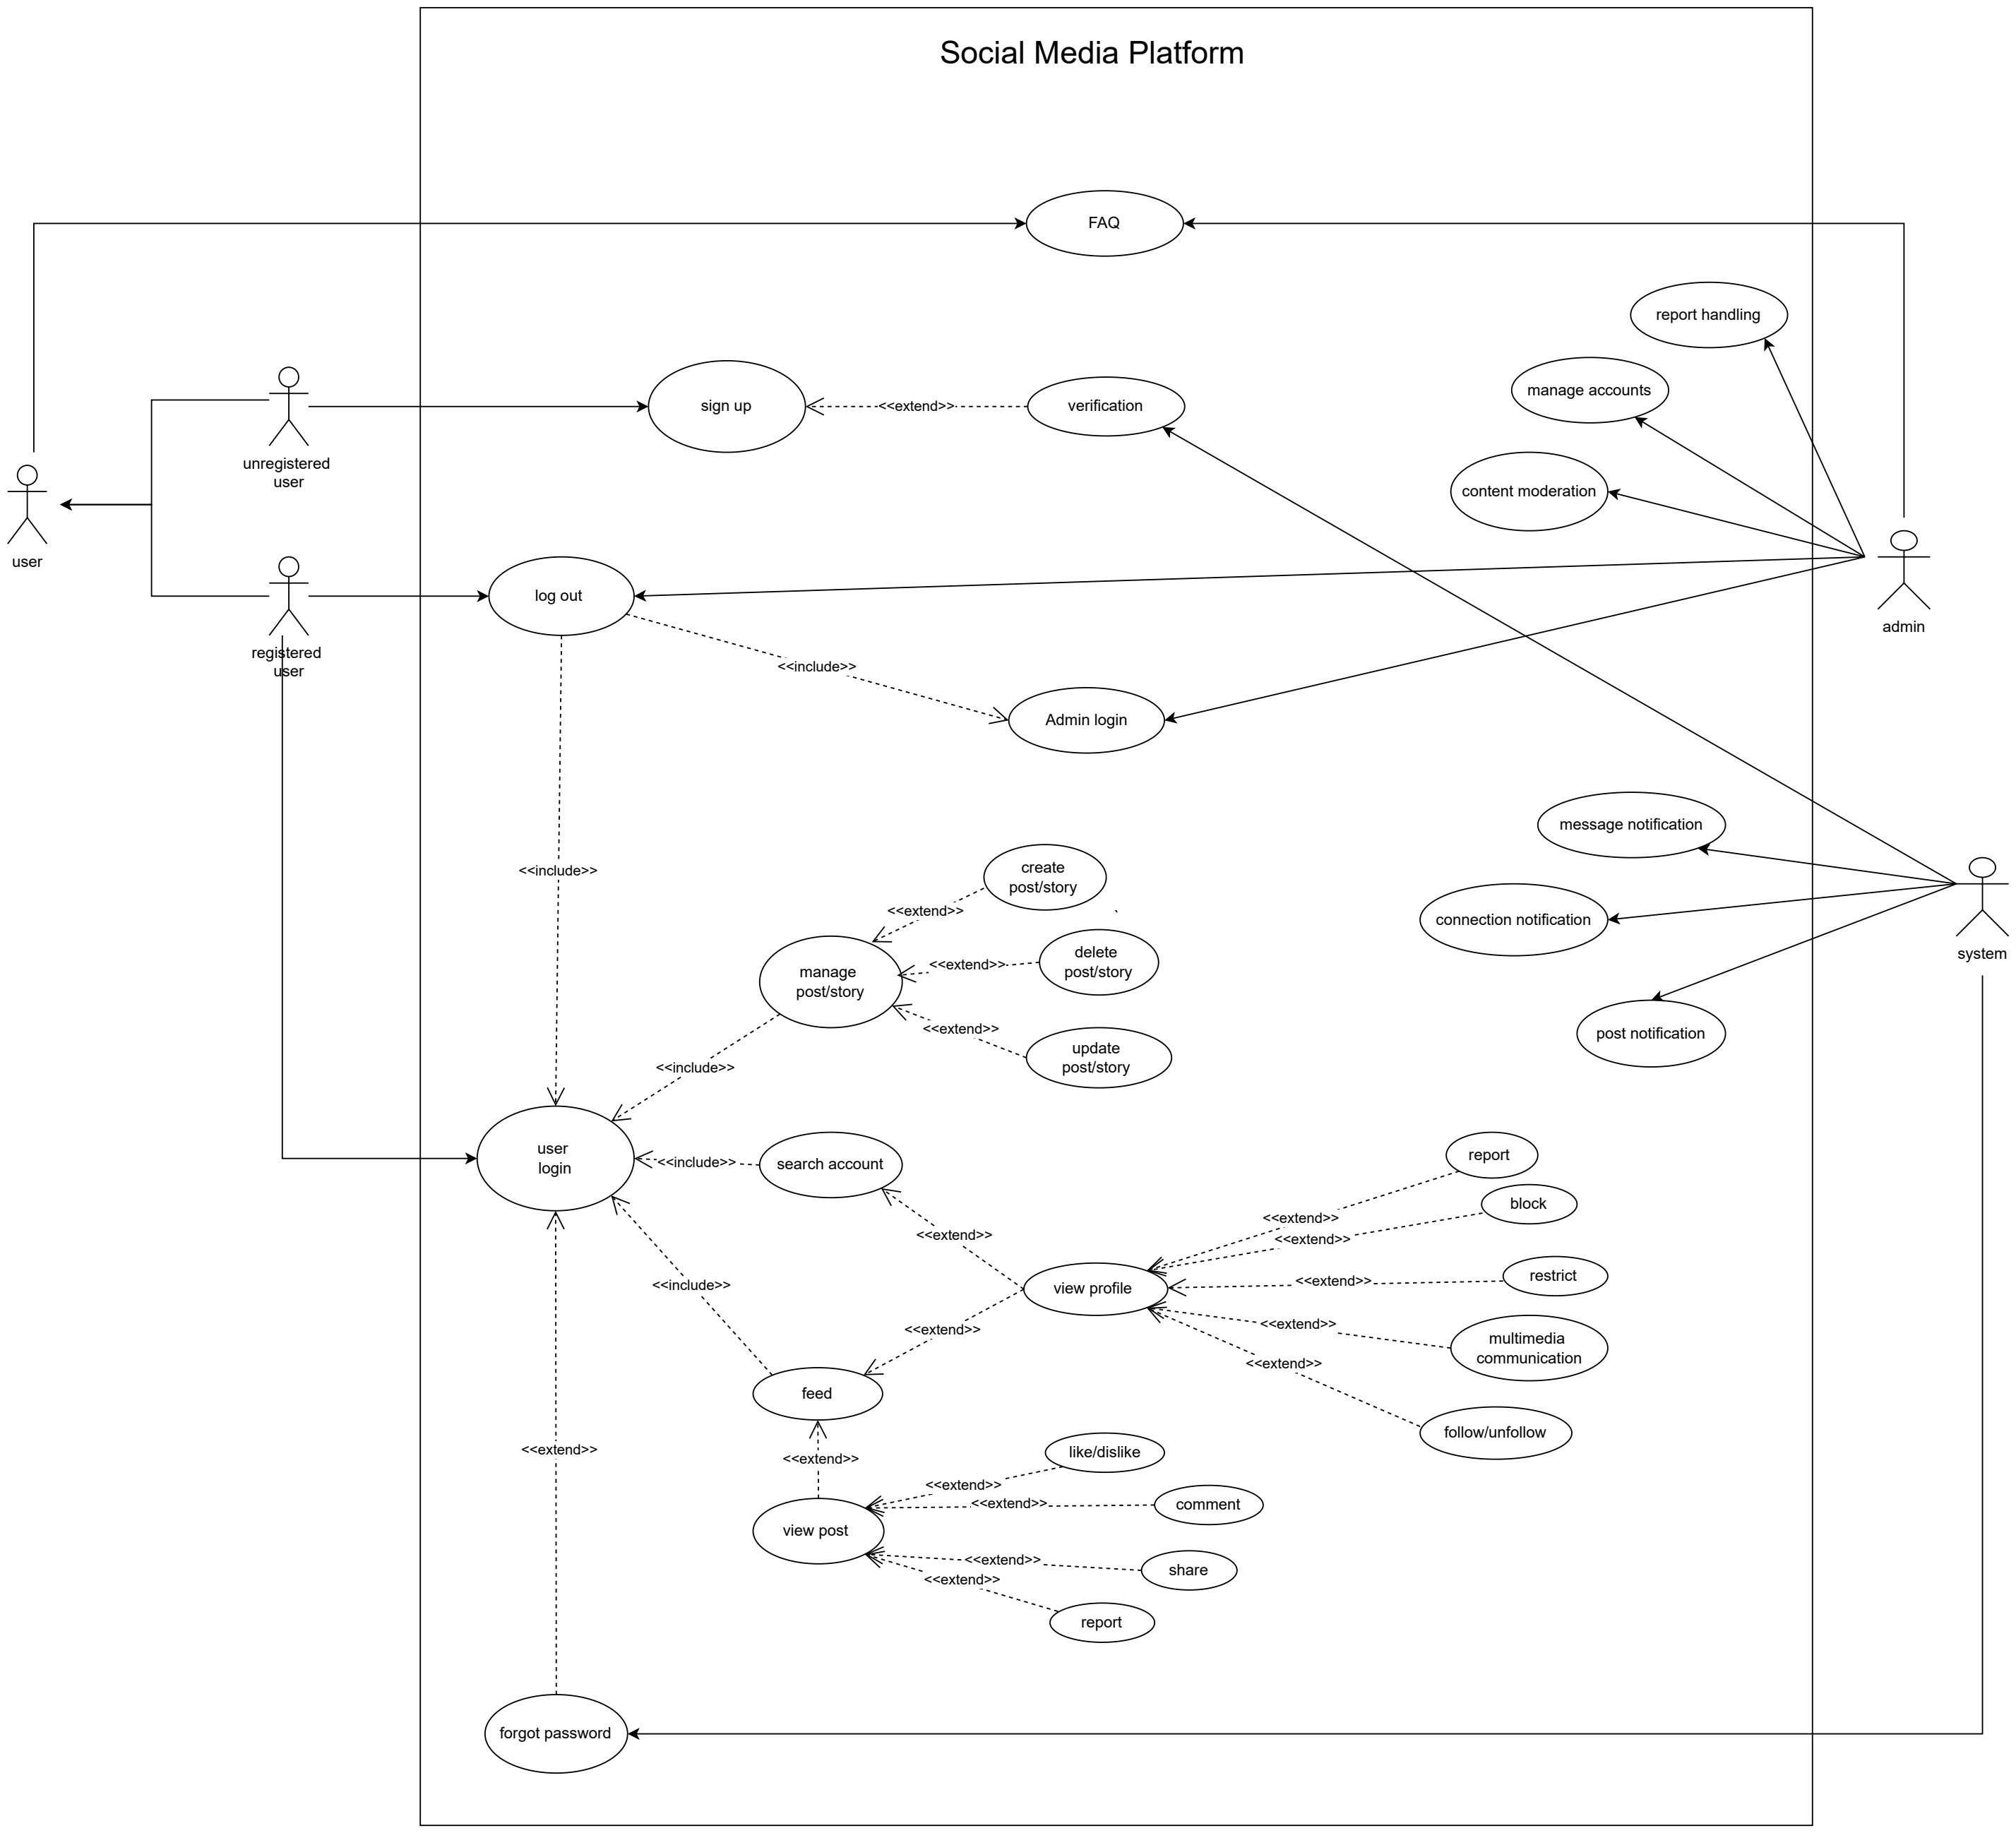 Social Media Platform
FAQ
report handling
manage accounts
sign up
<<extend>>
verification
unregistered
user
content moderation
user
log out
admin
registered
user
<<include>>
Admin login
message notification
<<include>>
create
post/story
<<extend>>
connection notification
delete
post/story
<<extend>>
manage
post/story
system
<<extend>>
update
post/story
post notification
<<include>>
user
login
<<include>>
search account
report
block
<<extend>>
<<extend>>
<<extend>>
<<include>>
view profile
<<extend>>
restrict
<<extend>>
<<extend>>
multimedia
communication
<<extend>>
feed
follow/unfollow
<<extend>>
<<extend>>
like/dislike
<<extend>>
<<extend>>
comment
view post
<<extend>>
share
<<extend>>
report
forgot password